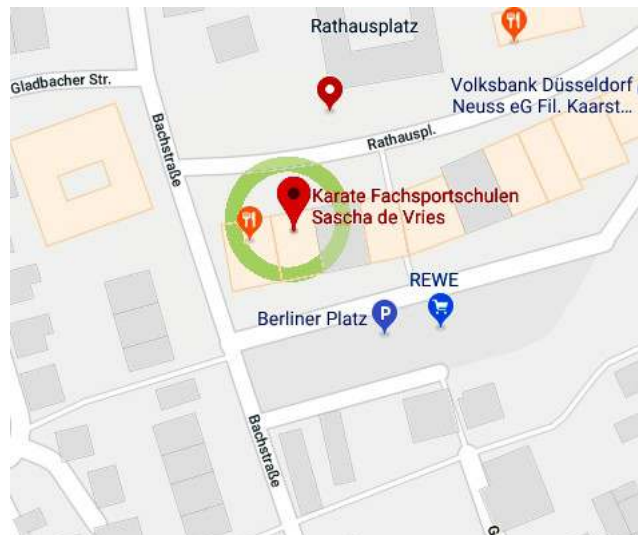 Rathausplatz
Gladbacher Str.
Volksbank Düsseldorf
Neuss eG Fil. Kaarst...
Bachstraße
Rathauspl.
Karate Fachsportschulen
Sascha de Vries
REWE
Berliner Platz
P
Bachstraße
G